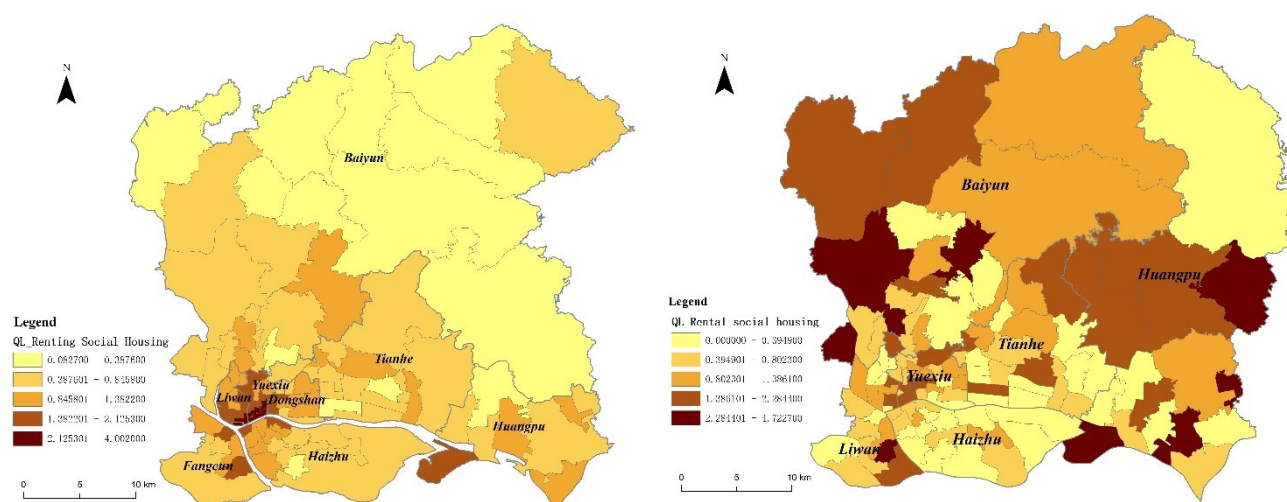 N
Baiyun
Legend
QL_Renting Social Housing
0.082700 - 0.387600
0.387601 - 0.845800
0.845801 - 1.382200
1.382201 - 2.125300
2.125301 - 4.002000
Tianhe
Yuexiu
Liwan
Dongshan
Huangpu
Fangcun
Haizhu
0 5 10 km
N
Baiyun
Huangpu
Legend
QL Rental social housing
0.000000 - 0.394900
0.394901 - 0.802300
0.802301 - 1.386100
1.386101 - 2.284400
2.284401 - 4.722700
Tianhe
Yuexiu
Liwan
Haizhu
0 5 10 km